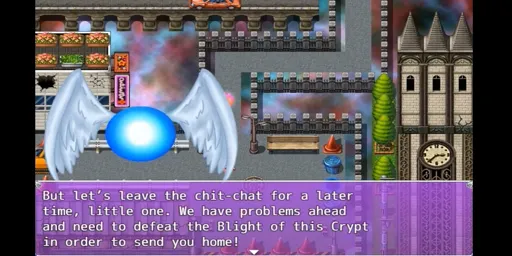 But let's leave the chit-chat for a later
time, little one. We have problems ahead
and need to defeat the Blight of this Crypt
in order to send you home!